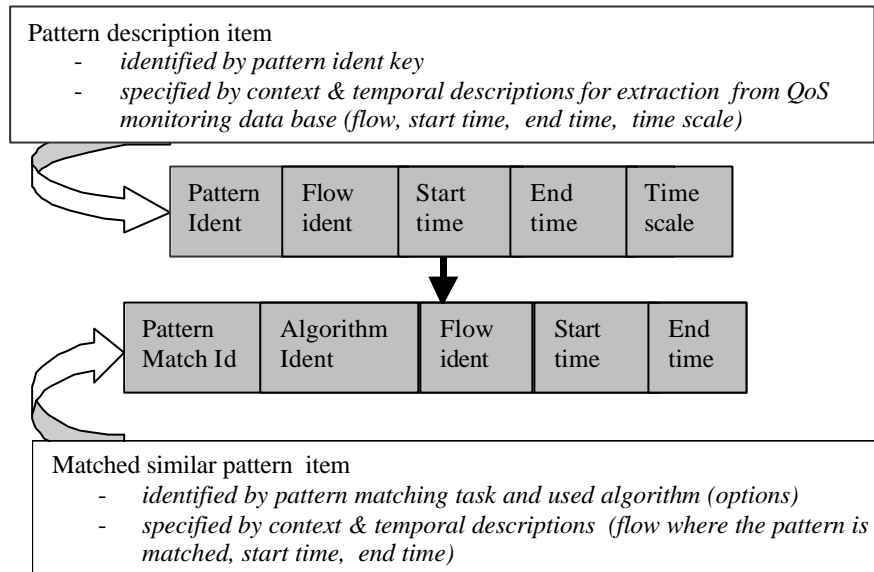 Pattern description item
- identified by pattern ident key
- specified by context & temporal descriptions for extraction from QoS
monitoring data base (flow, start time, end time, time scale)
Pattern Ident
Flow ident
Start time
End time
Time scale
Pattern Match Id
Algorithm Ident
Flow ident
Start time
End time
Matched similar pattern item
- identified by pattern matching task and used algorithm (options)
- specified by context & temporal descriptions (flow where the pattern is
matched, start time, end time)